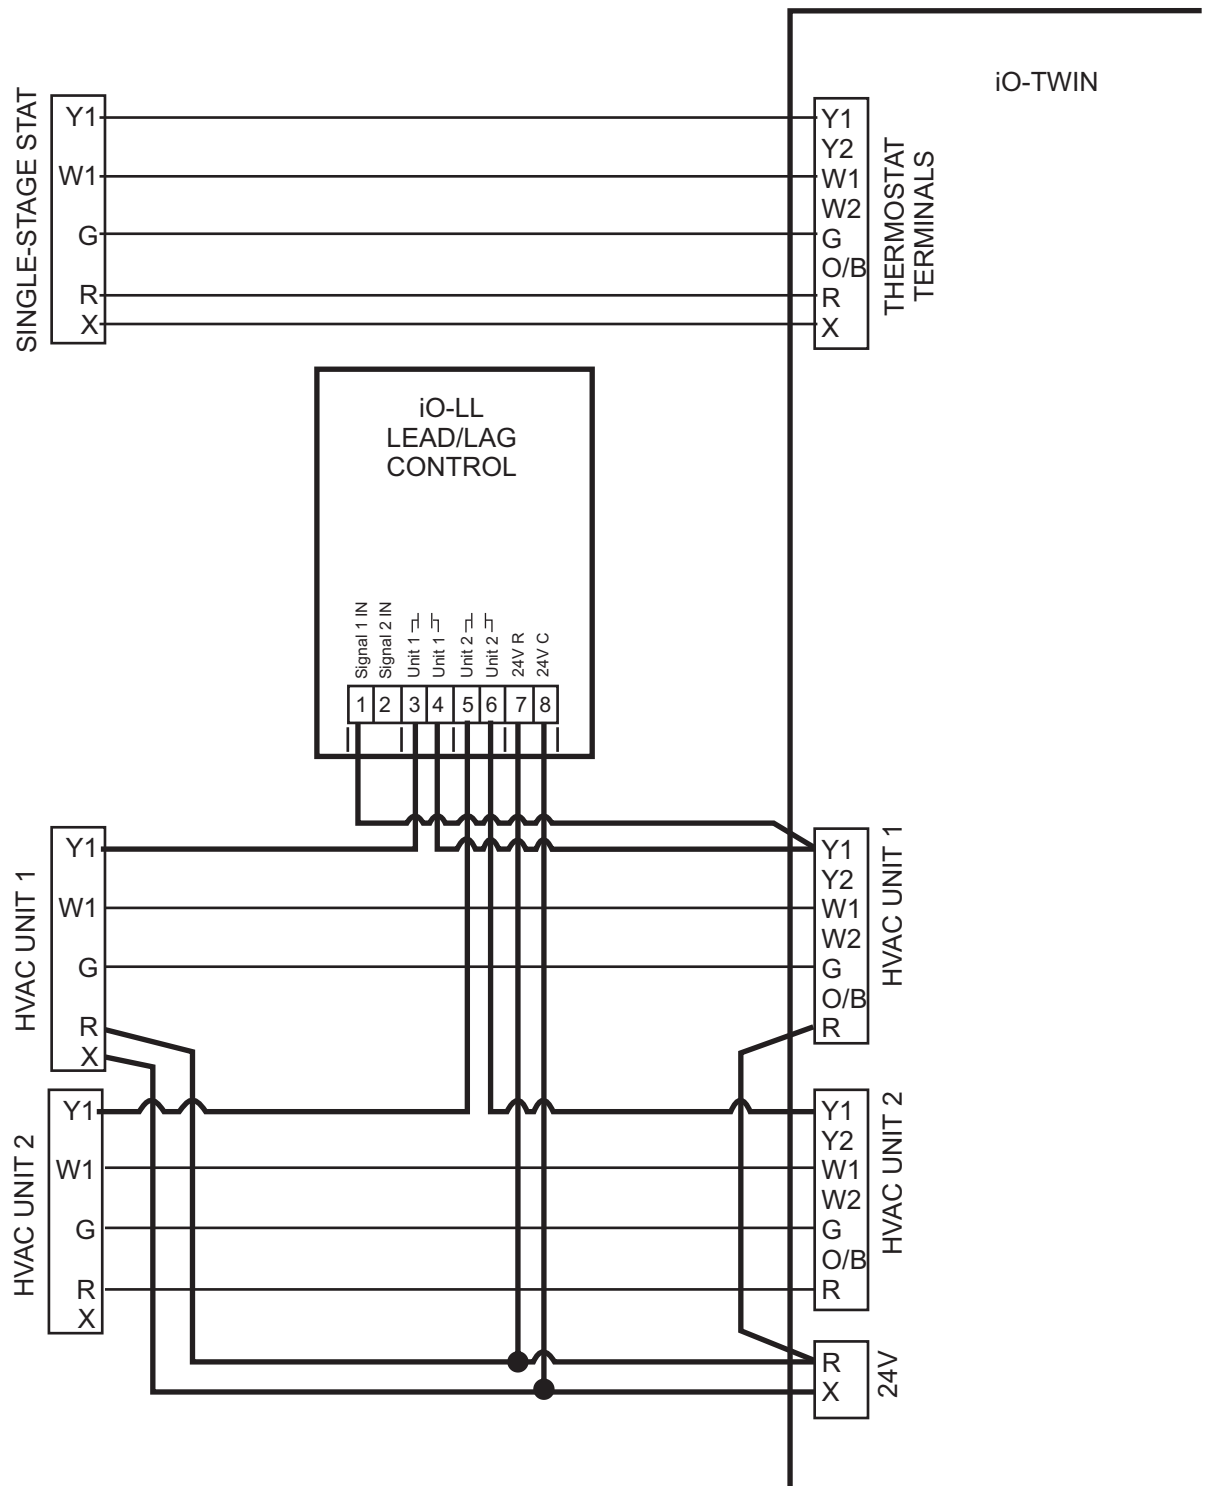 iO-TWIN
SINGLE-STAGE STAT
Y1
W1
G
R
X
Y1
Y2
W1
W2
G
O/B
R
X
THERMOSTAT
TERMINALS
iO-LL
LEAD/LAG
CONTROL
Signal 1 IN
Signal 2 IN
Unit 1
Unit 1
Unit 2
Unit 2
24V R
24V C
1 2 3 4 5 6 7 8
HVAC UNIT 1
Y1
W1
G
R
X
Y1
Y2
W1
W2
G
O/B
R
HVAC UNIT 1
HVAC UNIT 2
Y1
W1
G
R
X
Y1
Y2
W1
W2
G
O/B
R
HVAC UNIT 2
R
X
24V